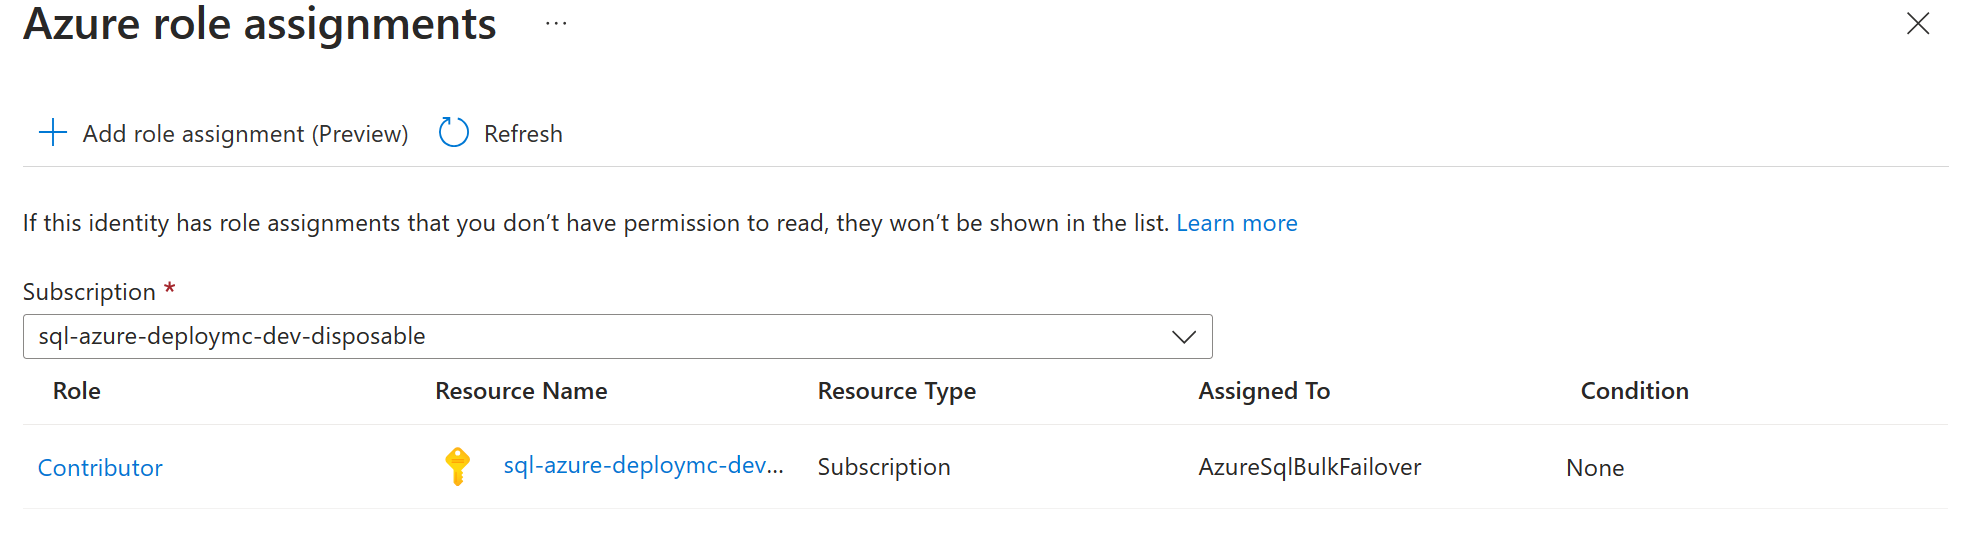 Azure role assignments ...
Add role assignment (Preview) Refresh
If this identity has role assignments that you don’t have permission to read, they won’t be shown in the list. Learn more
Subscription *
sql-azure-deploymc-dev-disposable
Role Resource Name Resource Type Assigned To Condition
Contributor sql-azure-deploymc-dev... Subscription AzureSqlBulkFailover None